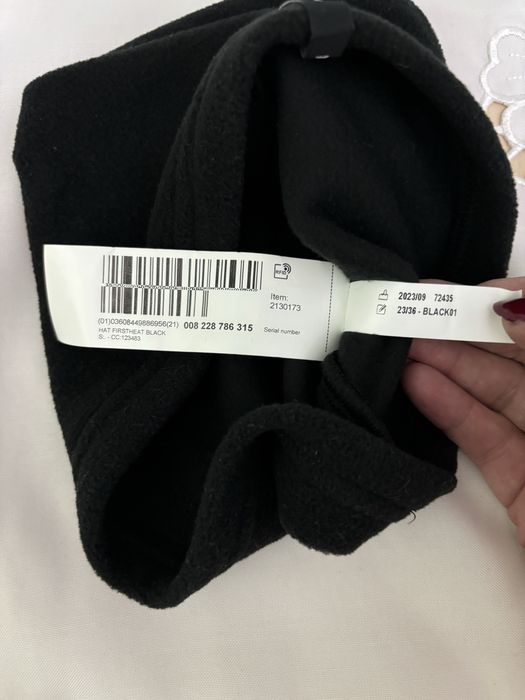 RFID
Item:
2130173
(01)03608449886956(21) 008 228 786 315 Serial number
HAT FIRSTHEAT BLACK
S:. - CC:123463
2023/09 72435
23/36 - BLACK01